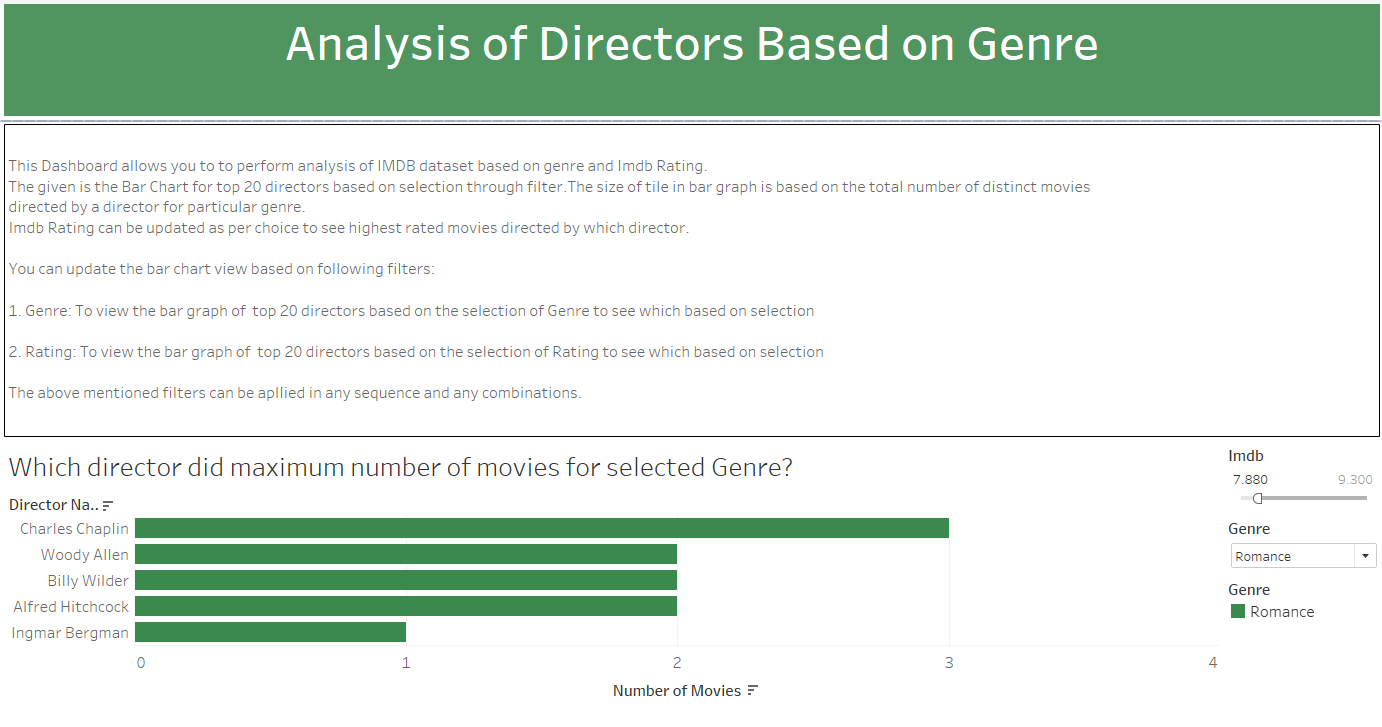 Analysis of Directors Based on Genre
This Dashboard allows you to to perform analysis of IMDB dataset based on genre and Imdb Rating.
The given is the Bar Chart for top 20 directors based on selection through filter.The size of tile in bar graph is based on the total number of distinct movies
directed by a director for particular genre.
Imdb Rating can be updated as per choice to see highest rated movies directed by which director.
You can update the bar chart view based on following filters:
1. Genre: To view the bar graph of  top 20 directors based on the selection of Genre to see which based on selection
2. Rating: To view the bar graph of  top 20 directors based on the selection of Rating to see which based on selection
The above mentioned filters can be apllied in any sequence and any combinations.
Which director did maximum number of movies for selected Genre?
Director Na..
Charles Chaplin
Woody Allen
Billy Wilder
Alfred Hitchcock
Ingmar Bergman
0 1 2 3 4
Number of Movies
Imdb
7.880 9.300
Genre
Romance
Genre
Romance